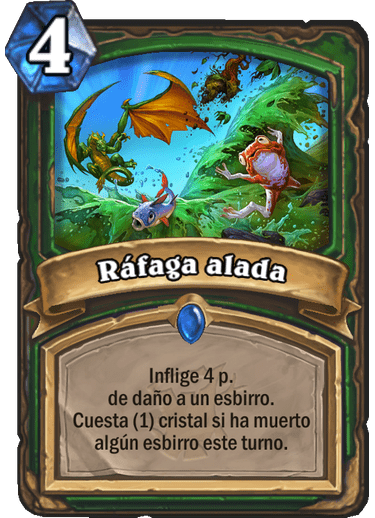 4
Ráfaga alada
Inflige 4 p.
de daño a un esbirro.
Cuesta (1) cristal si ha muerto
algún esbirro este turno.